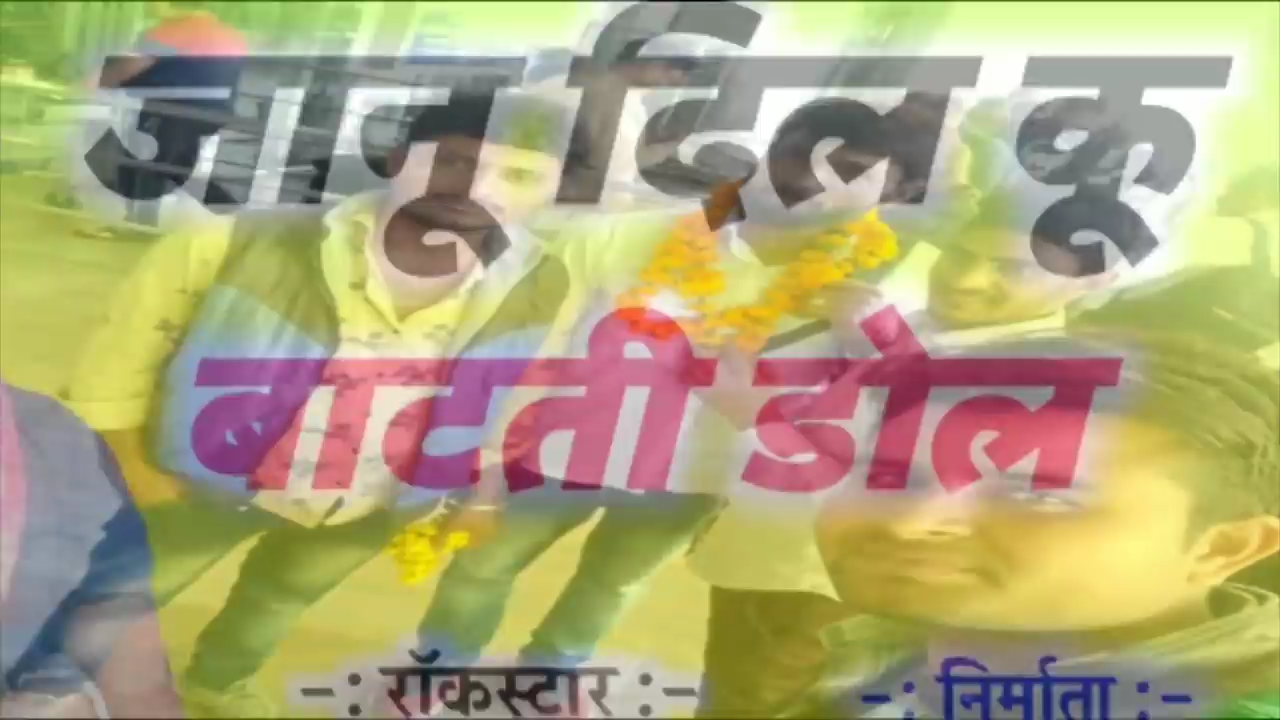 जानू दिल कू
बाटती डोल
-: रॉकस्टार :- -: निर्माता :-